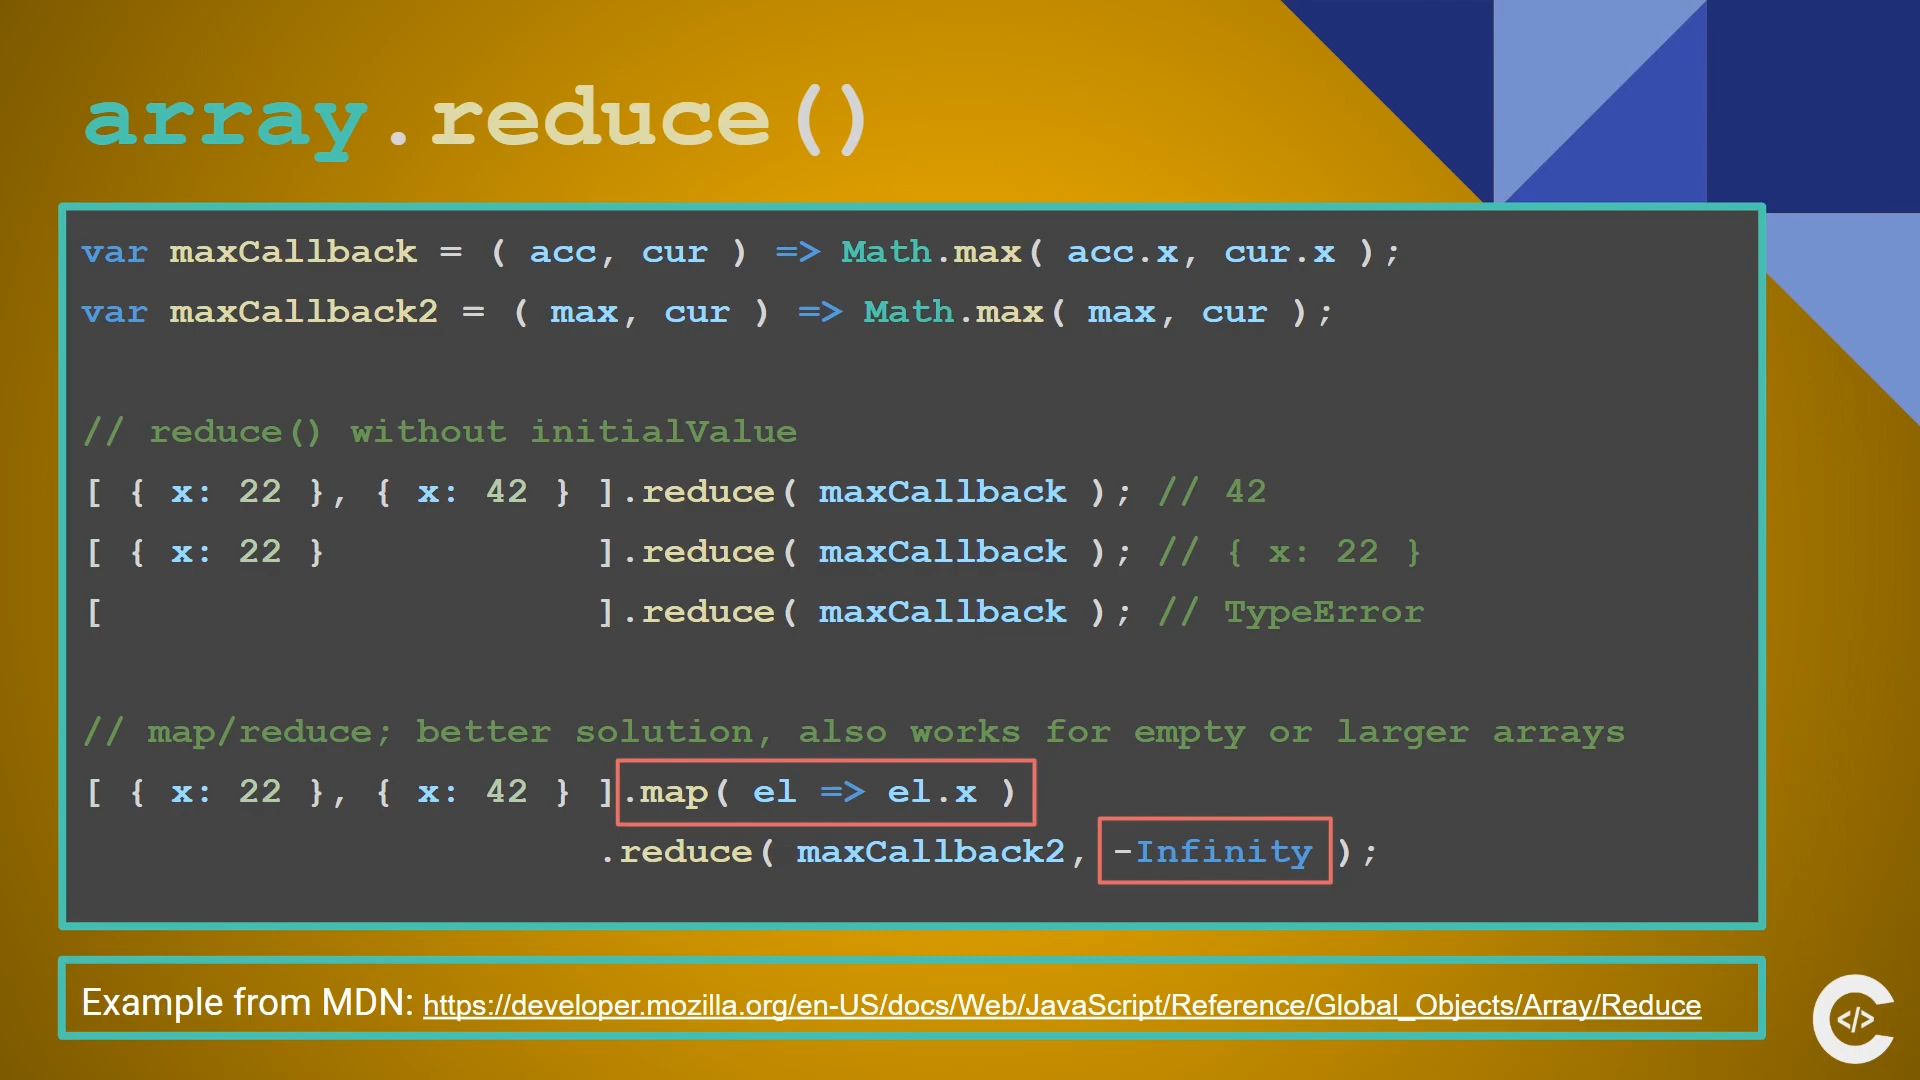 array.reduce()
var maxCallback = ( acc, cur ) => Math.max( acc.x, cur.x );
var maxCallback2 = ( max, cur ) => Math.max( max, cur );
// reduce() without initialValue
[ { x: 22 }, { x: 42 } ].reduce( maxCallback ); // 42
[ { x: 22 }            ].reduce( maxCallback ); // { x: 22 }
[                      ].reduce( maxCallback ); // TypeError
// map/reduce; better solution, also works for empty or larger arrays
[ { x: 22 }, { x: 42 } ].map( el => el.x )
                       .reduce( maxCallback2, -Infinity );
Example from MDN: https://developer.mozilla.org/en-US/docs/Web/JavaScript/Reference/Global_Objects/Array/Reduce
</>